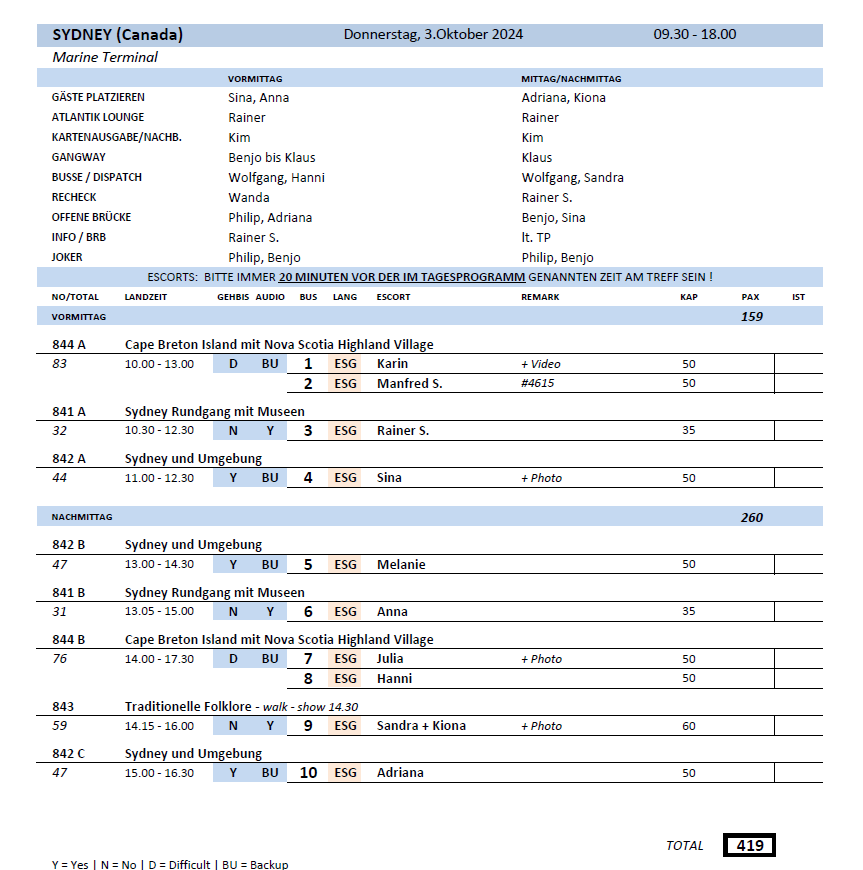 SYDNEY (Canada) Donnerstag, 3.Oktober 2024 09.30 - 18.00
Marine Terminal
VORMITTAG MITTAG/NACHMITTAG
GÄSTE PLATZIEREN Sina, Anna Adriana, Kiona
ATLANTIK LOUNGE Rainer Rainer
KARTENAUSGABE/NACHB. Kim Kim
GANGWAY Benjo bis Klaus Klaus
BUSSE / DISPATCH Wolfgang, Hanni Wolfgang, Sandra
RECHECK Wanda Rainer S.
OFFENE BRÜCKE Philip, Adriana Benjo, Sina
INFO / BRB Rainer S. lt. TP
JOKER Philip, Benjo Philip, Benjo
ESCORTS: BITTE IMMER 20 MINUTEN VOR DER IM TAGESPROGRAMM GENANNTEN ZEIT AM TREFF SEIN !
NO/TOTAL LANDZEIT GEHBIS AUDIO BUS LANG ESCORT REMARK KAP PAX IST
VORMITTAG 159
844 A Cape Breton Island mit Nova Scotia Highland Village
83 10.00 - 13.00 D BU 1 ESG Karin + Video 50
2 ESG Manfred S. #4615 50
841 A Sydney Rundgang mit Museen
32 10.30 - 12.30 N Y 3 ESG Rainer S. 35
842 A Sydney und Umgebung
44 11.00 - 12.30 Y BU 4 ESG Sina + Photo 50
NACHMITTAG 260
842 B Sydney und Umgebung
47 13.00 - 14.30 Y BU 5 ESG Melanie 50
841 B Sydney Rundgang mit Museen
31 13.05 - 15.00 N Y 6 ESG Anna 35
844 B Cape Breton Island mit Nova Scotia Highland Village
76 14.00 - 17.30 D BU 7 ESG Julia + Photo 50
8 ESG Hanni 50
843 Traditionelle Folklore - walk - show 14.30
59 14.15 - 16.00 N Y 9 ESG Sandra + Kiona + Photo 60
842 C Sydney und Umgebung
47 15.00 - 16.30 Y BU 10 ESG Adriana 50
TOTAL 419
Y = Yes | N = No | D = Difficult | BU = Backup